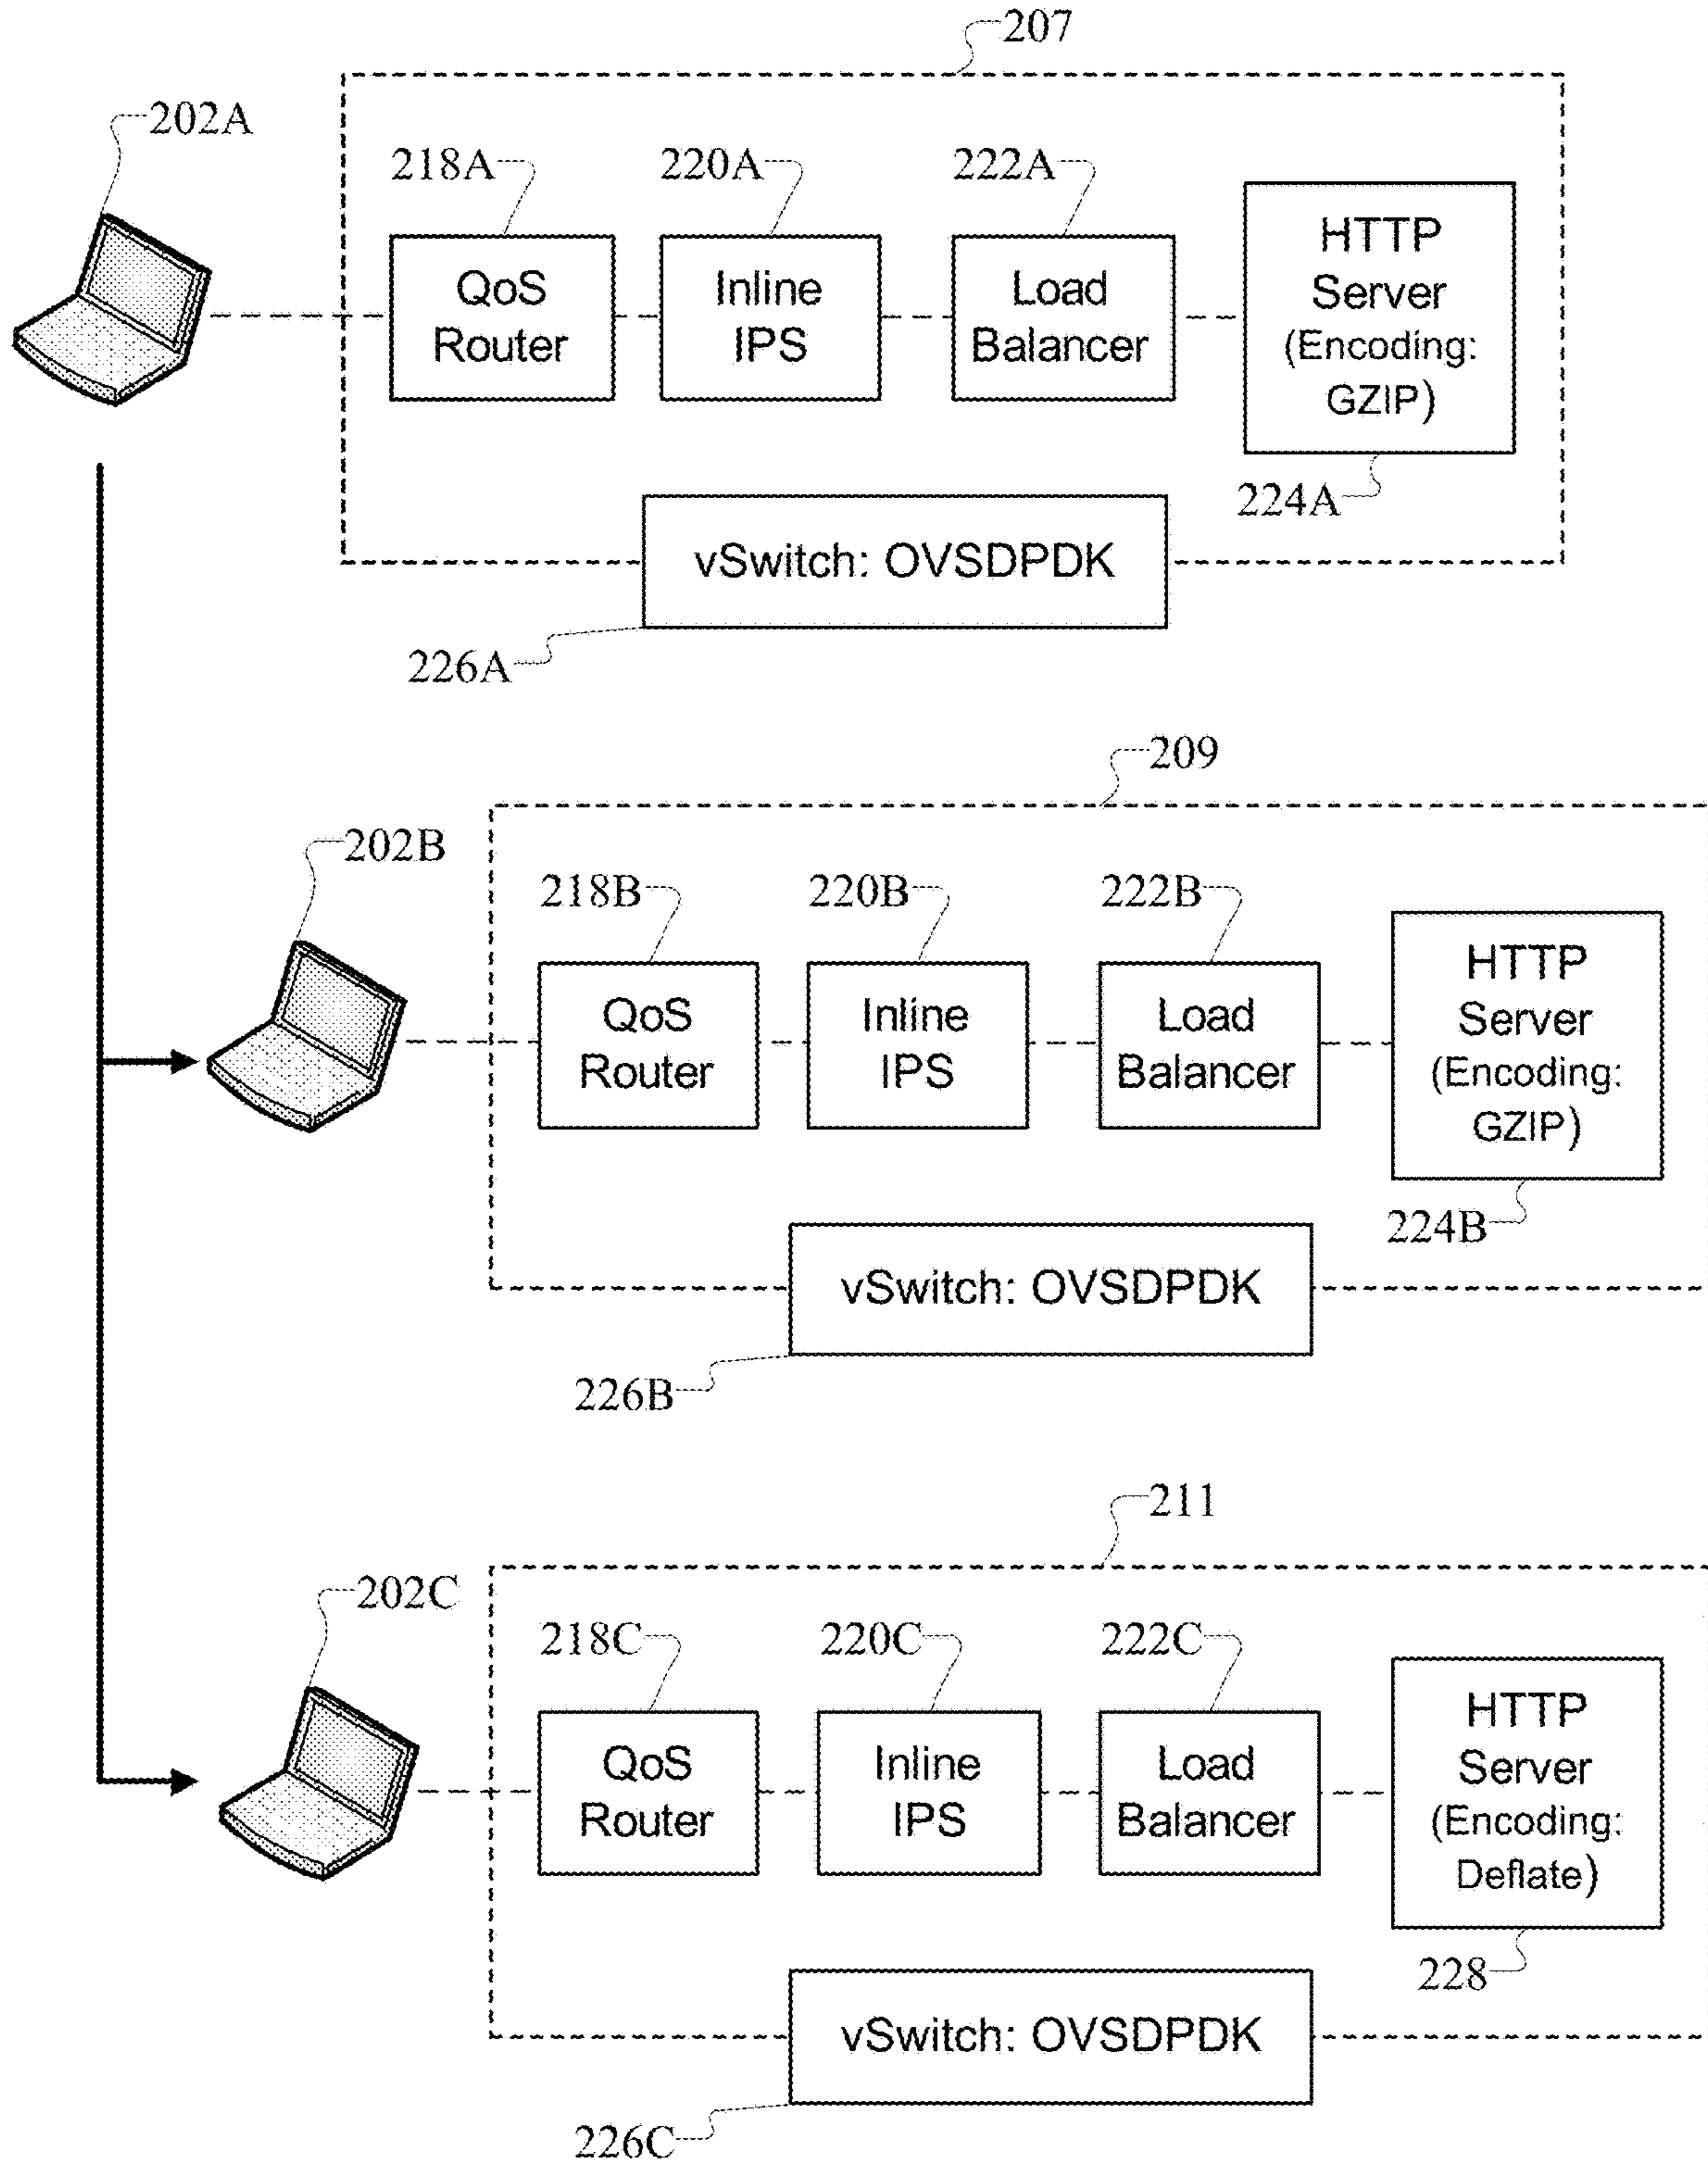 207
202A
218A
220A
222A
QoS
Router
Inline
IPS
Load
Balancer
HTTP
Server
(Encoding:
GZIP)
224A
vSwitch: OVSDPDK
226A
209
202B
218B
220B
222B
QoS
Router
Inline
IPS
Load
Balancer
HTTP
Server
(Encoding:
GZIP)
224B
vSwitch: OVSDPDK
226B
211
202C
218C
220C
222C
QoS
Router
Inline
IPS
Load
Balancer
HTTP
Server
(Encoding:
Deflate)
228
vSwitch: OVSDPDK
226C